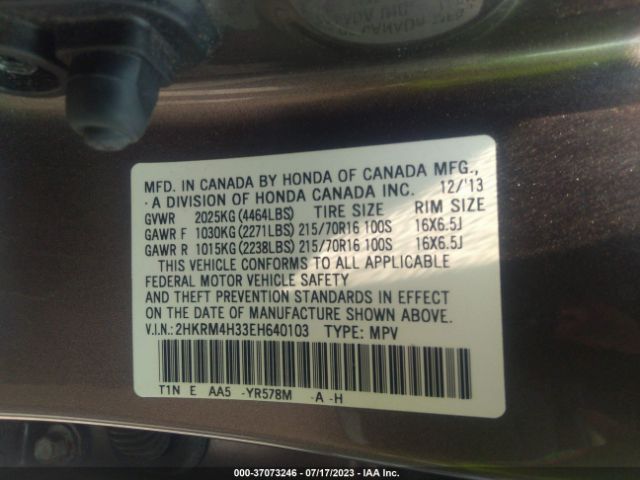 MFD. IN CANADA BY HONDA OF CANADA MFG.,
A DIVISION OF HONDA CANADA INC. 12/'13
GVWR 2025KG (4464LBS) TIRE SIZE RIM SIZE
GAWR F 1030KG (2271LBS) 215/70R16 100S 16X6.5J
GAWR R 1015KG (2238LBS) 215/70R16 100S 16X6.5J
THIS VEHICLE CONFORMS TO ALL APPLICABLE
FEDERAL MOTOR VEHICLE SAFETY
AND THEFT PREVENTION STANDARDS IN EFFECT
ON THE DATE OF MANUFACTURE SHOWN ABOVE.
V.I.N.: 2HKRM4H33EH640103 TYPE: MPV
T1N E AA5 -YR578M -A -H
000-37073246 - 07/17/2023 - IAA Inc.